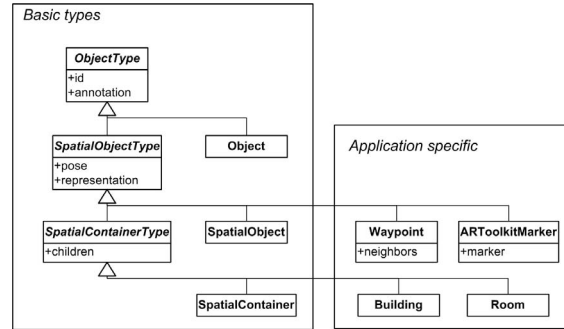 Basic types
ObjectType
+id
+annotation
SpatialObjectType
+pose
+representation
Object
Application specific
SpatialContainerType
+children
SpatialObject
Waypoint
+neighbors
ARToolkitMarker
+marker
SpatialContainer
Building
Room